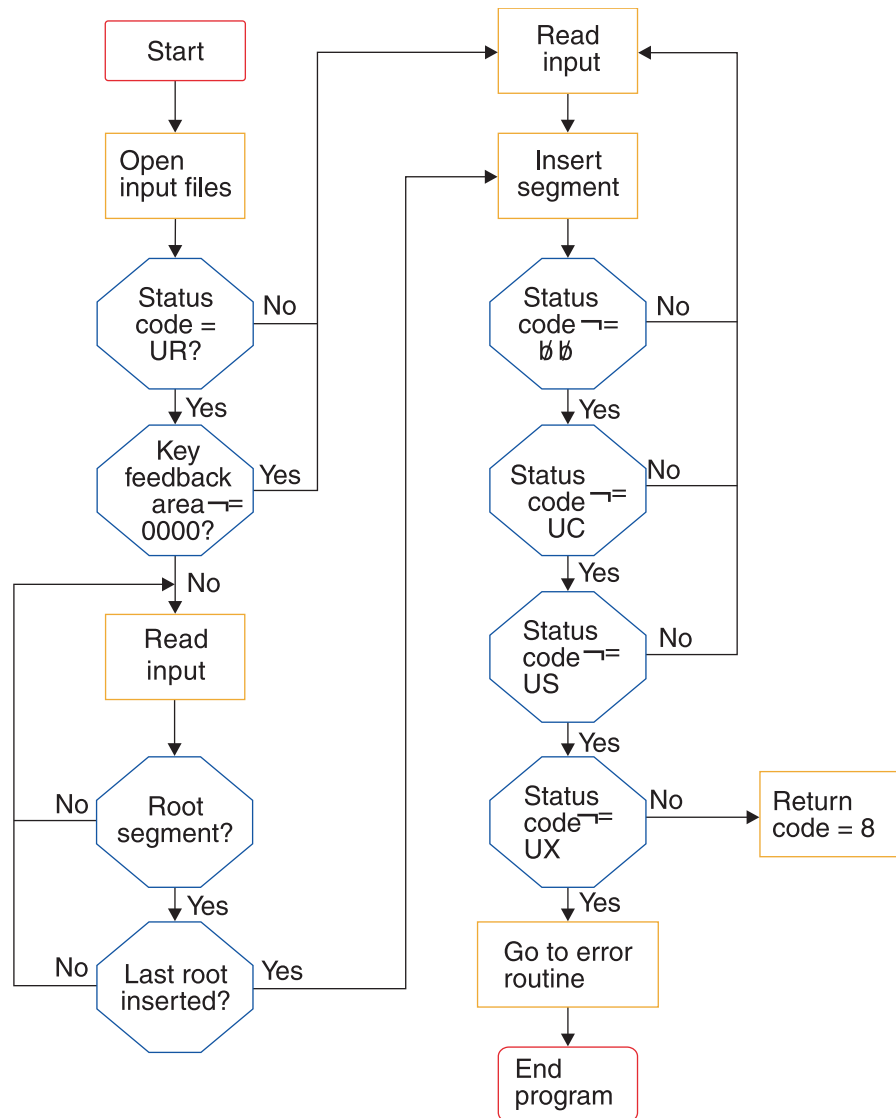 Start
Open
input files
Status
code =
UR?
No
Yes
Key
feedback
area ¬=
0000?
Yes
No
Read
input
Root
segment?
No
Yes
Last root
inserted?
No
Yes
Read
input
Insert
segment
Status
code ¬=
b̸ b̸
No
Yes
Status
code ¬=
UC
No
Yes
Status
code ¬=
US
No
Yes
Status
code ¬=
UX
No
Return
code = 8
Yes
Go to error
routine
End
program